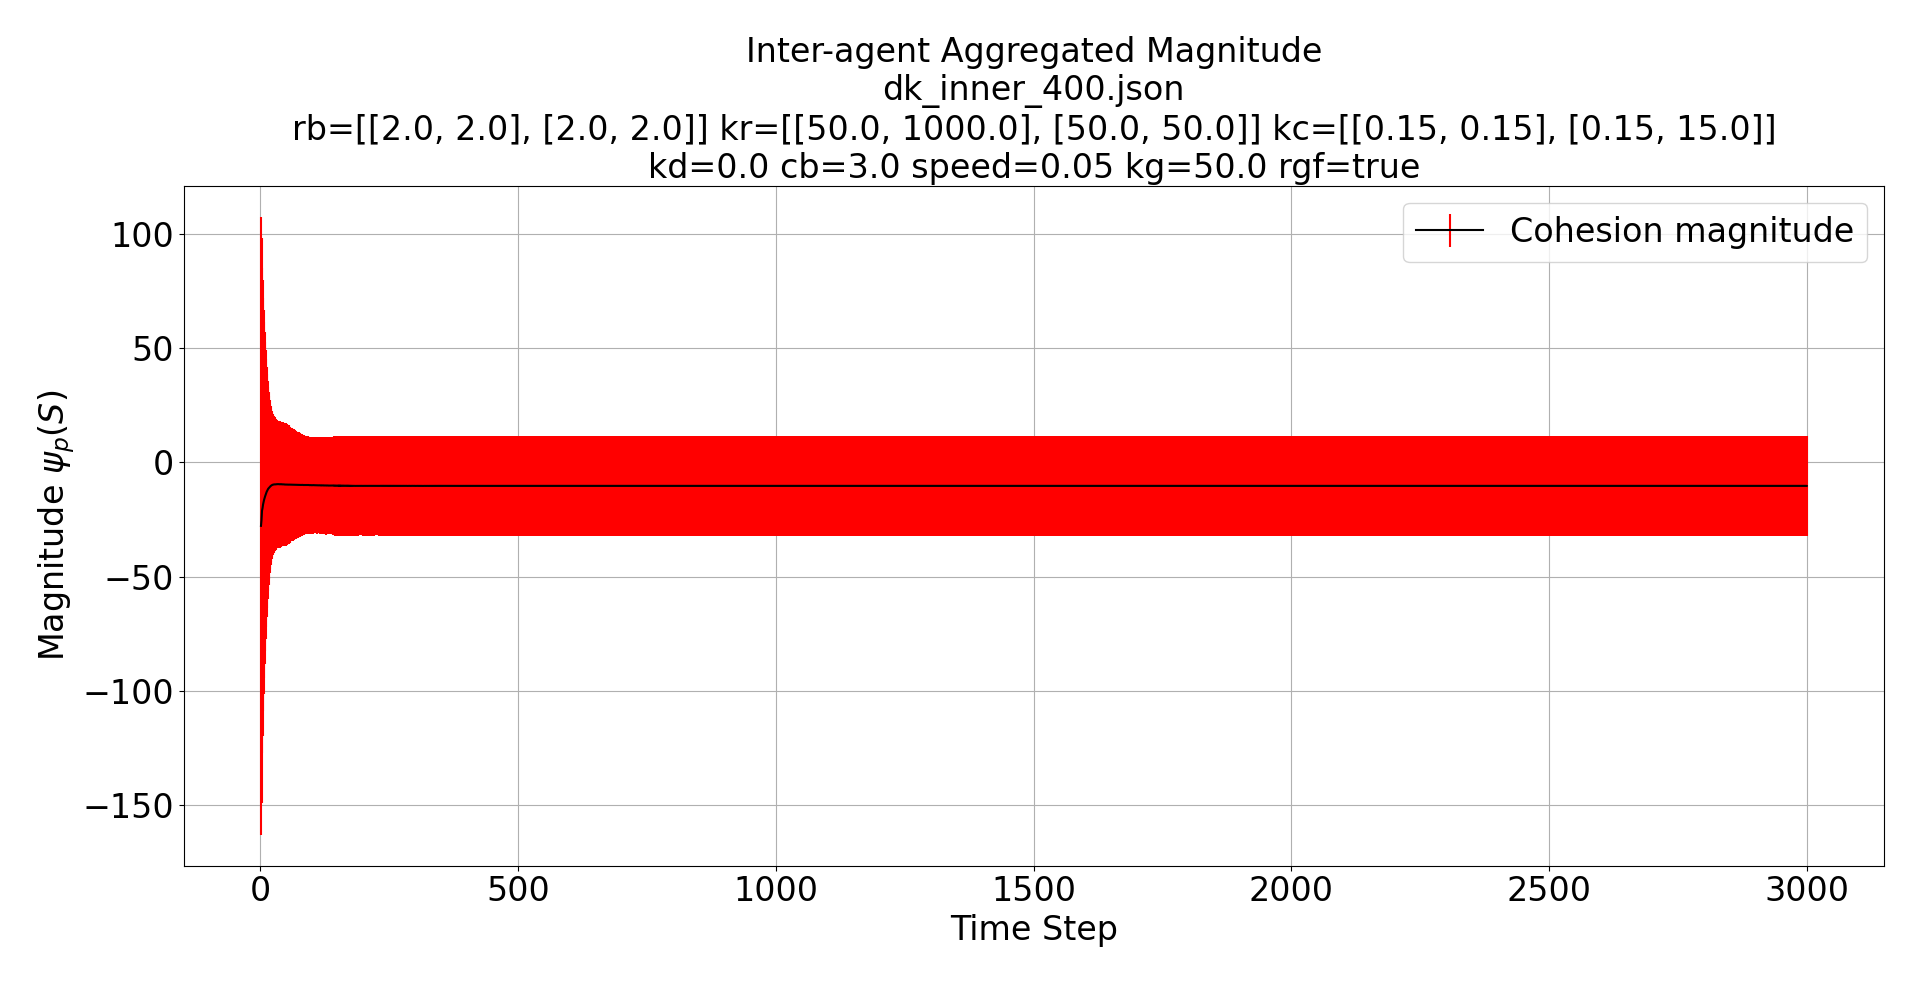 Inter-agent Aggregated Magnitude
dk_inner_400.json
rb=[[2.0, 2.0], [2.0, 2.0]] kr=[[50.0, 1000.0], [50.0, 50.0]] kc=[[0.15, 0.15], [0.15, 15.0]]
kd=0.0 cb=3.0 speed=0.05 kg=50.0 rgf=true
Cohesion magnitude
Magnitude ψₚ(S)
100
50
0
−50
−100
−150
0 500 1000 1500 2000 2500 3000
Time Step